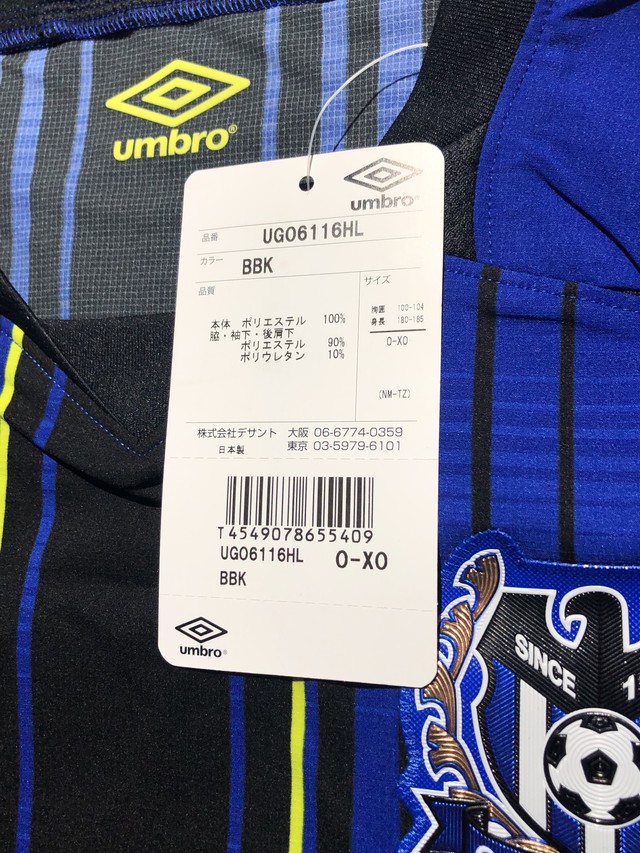 umbro®
umbro®
品番 UGO6116HL
カラー BBK
品質
サイズ
本体 ポリエステル 100%
脇・袖下・後肩下
ポリエステル 90%
ポリウレタン 10%
胸囲 100-104
身長 180-185
O-XO
(NM-TZ)
株式会社デサント 大阪 06-6774-0359
日本製 東京 03-5979-6101
T4549078655409
UGO6116HL O-XO
BBK
umbro®
SINCE